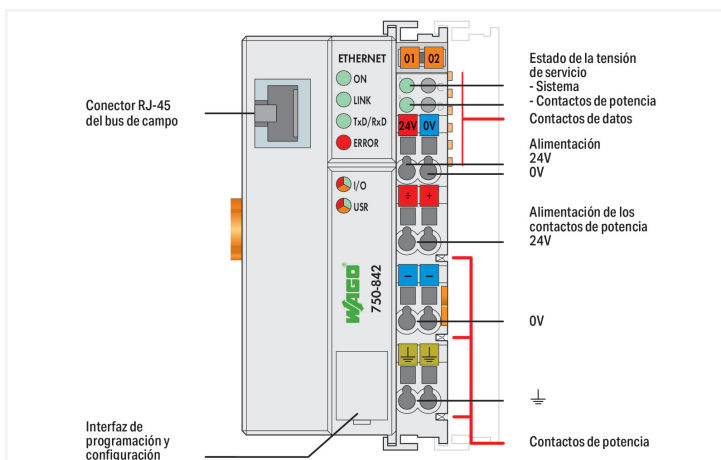 Conector RJ-45
del bus de campo
Interfaz de
programación y
configuración
ETHERNET
ON
LINK
TxD/RxD
ERROR
I/O
USR
WAGO
750-842
01 02
24V 0V
+ +
− −
Estado de la tensión
de servicio
- Sistema
- Contactos de potencia
Contactos de datos
Alimentación
24V
0V
Alimentación de los
contactos de potencia
24V
0V
Contactos de potencia